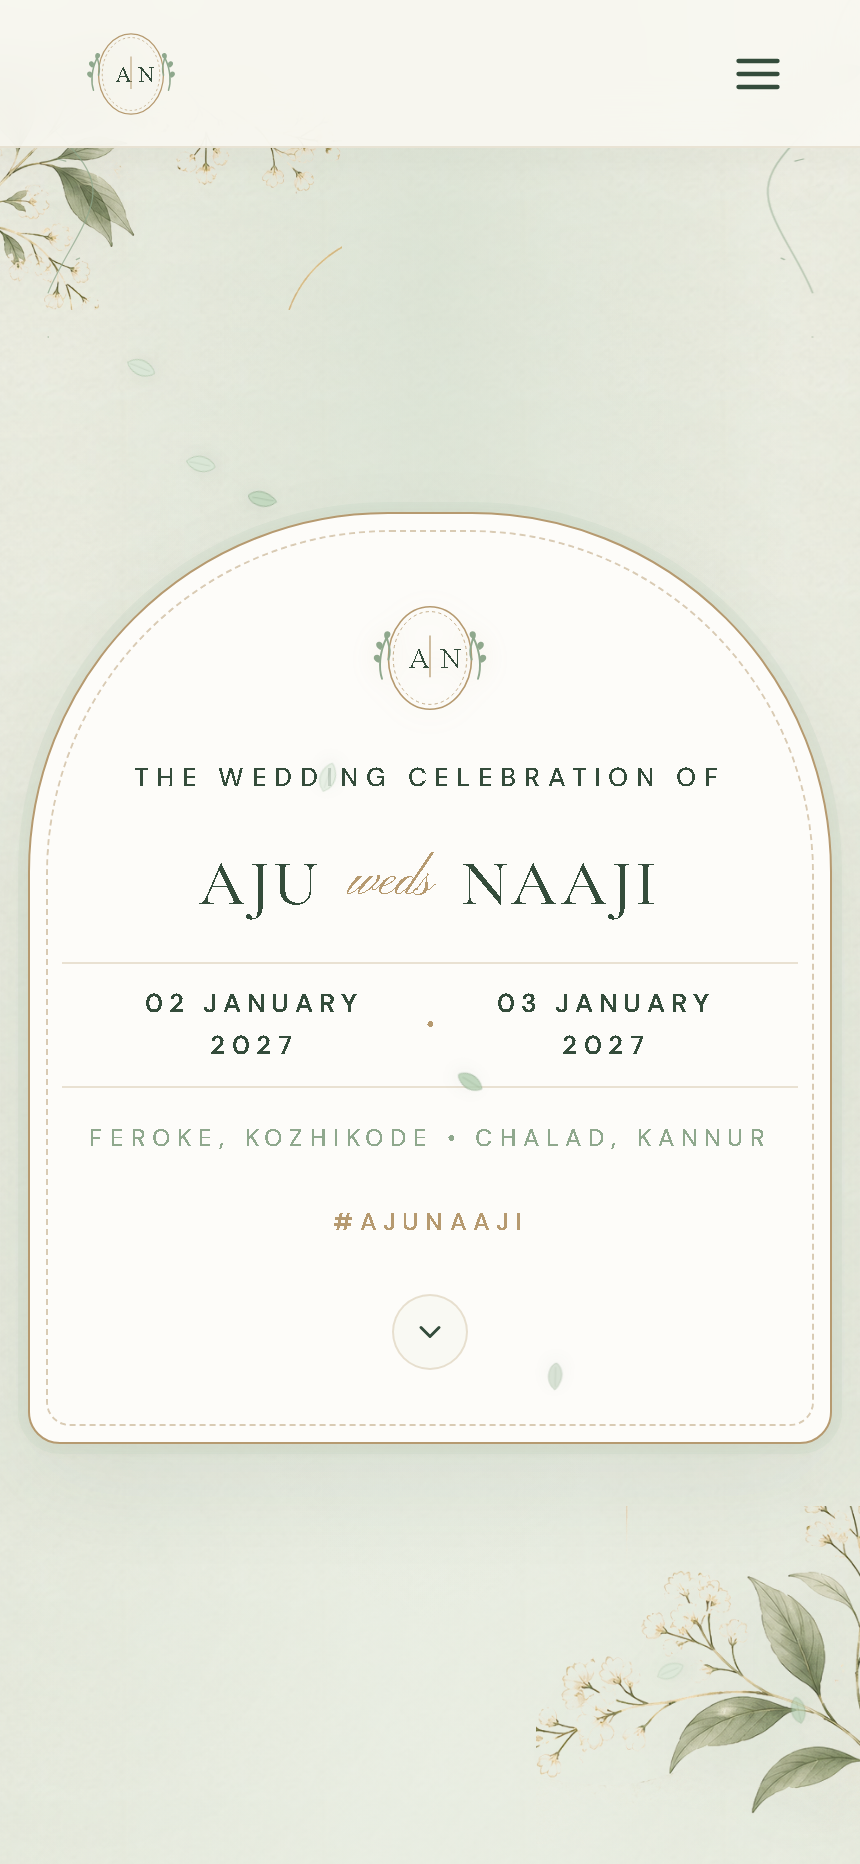 A N
A N
THE WEDDING CELEBRATION OF
AJU weds NAAJI
02 JANUARY 2027 • 03 JANUARY 2027
FEROKE, KOZHIKODE • CHALAD, KANNUR
#AJUNAAJI